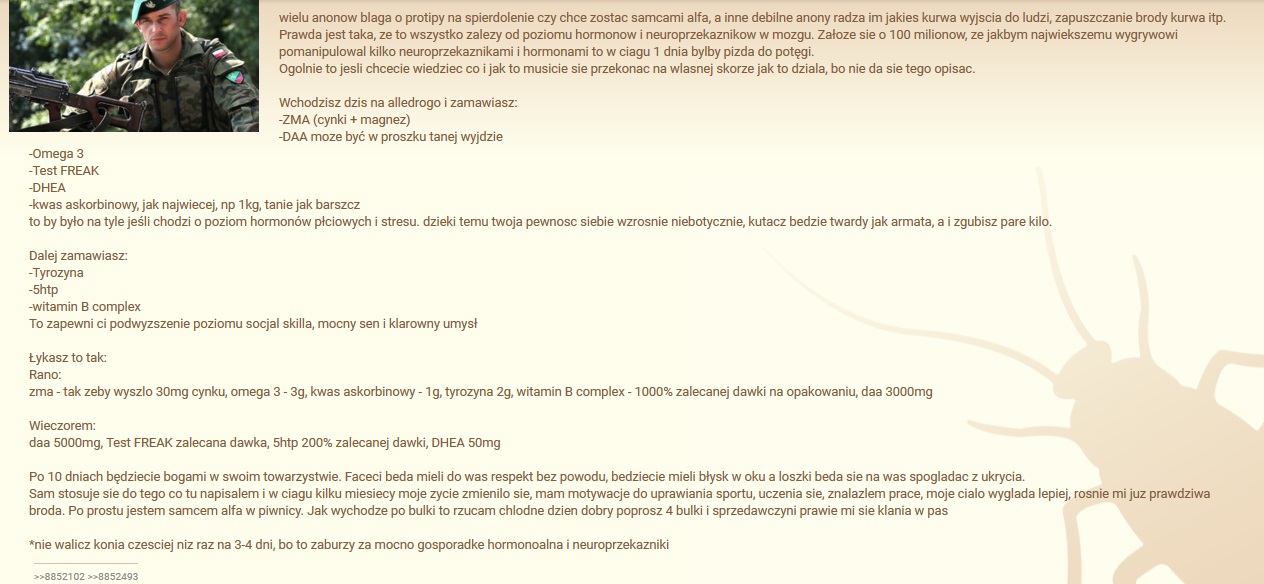 wielu anonow blaga o protipy na spierdolenie czy chce zostac samcami alfa, a inne debilne anony radza im jakies kurwa wyjscia do ludzi, zapuszczanie brody kurwa itp.
Prawda jest taka, ze to wszystko zalezy od poziomu hormonow i neuroprzekaznikow w mozgu. Załoze sie o 100 milionow, ze jakbym najwiekszemu wygrywowi
pomanipulowal kilko neuroprzekaznikami i hormonami to w ciagu 1 dnia bylby pizda do potęgi.
Ogolnie to jesli chcecie wiedziec co i jak to musicie sie przekonac na wlasnej skorze jak to dziala, bo nie da sie tego opisac.
Wchodzisz dzis na alledrogo i zamawiasz:
-ZMA (cynki + magnez)
-DAA moze być w proszku tanej wyjdzie
-Omega 3
-Test FREAK
-DHEA
-kwas askorbinowy, jak najwiecej, np 1kg, tanie jak barszcz
to by było na tyle jeśli chodzi o poziom hormonów płciowych i stresu. dzieki temu twoja pewnosc siebie wzrosnie niebotycznie, kutacz bedzie twardy jak armata, a i zgubisz pare kilo.
Dalej zamawiasz:
-Tyrozyna
-5htp
-witamin B complex
To zapewni ci podwyzszenie poziomu socjal skilla, mocny sen i klarowny umysł
Łykasz to tak:
Rano:
zma - tak zeby wyszlo 30mg cynku, omega 3 - 3g, kwas askorbinowy - 1g, tyrozyna 2g, witamin B complex - 1000% zalecanej dawki na opakowaniu, daa 3000mg
Wieczorem:
daa 5000mg, Test FREAK zalecana dawka, 5htp 200% zalecanej dawki, DHEA 50mg
Po 10 dniach będziecie bogami w swoim towarzystwie. Faceci beda mieli do was respekt bez powodu, bedziecie mieli błysk w oku a loszki beda sie na was spogladac z ukrycia.
Sam stosuje sie do tego co tu napisalem i w ciagu kilku miesiecy moje zycie zmienilo sie, mam motywacje do uprawiania sportu, uczenia sie, znalazlem prace, moje cialo wyglada lepiej, rosnie mi juz prawdziwa
broda. Po prostu jestem samcem alfa w piwnicy. Jak wychodze po bulki to rzucam chlodne dzien dobry poprosz 4 bulki i sprzedawczyni prawie mi sie klania w pas
*nie walicz konia czesciej niz raz na 3-4 dni, bo to zaburzy za mocno gosporadke hormonoalna i neuroprzekazniki
>>8852102 >>8852493